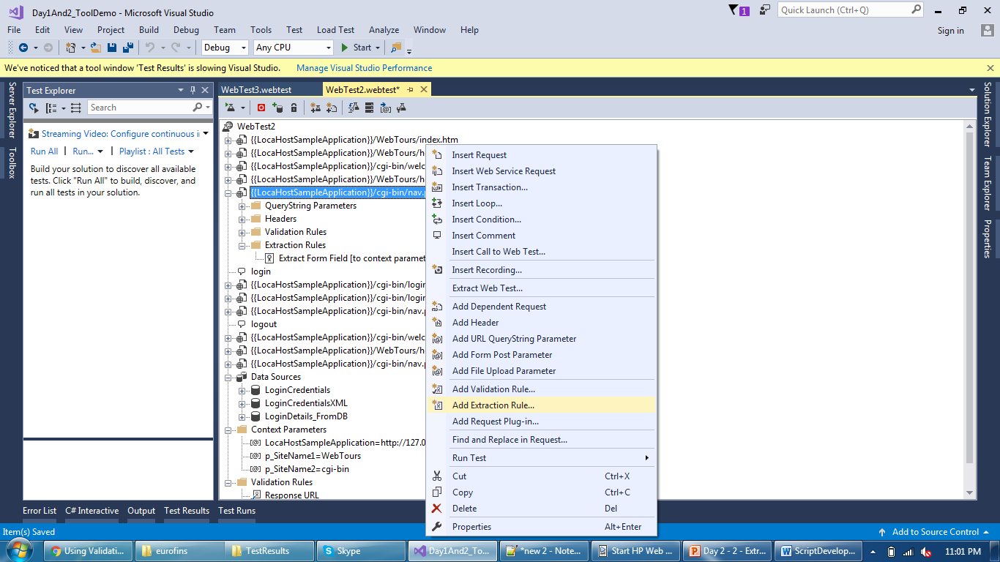 Day1And2_ToolDemo - Microsoft Visual Studio
1
Quick Launch (Ctrl+Q)
File Edit View Project Build Debug Team Tools Test Load Test Analyze Window Help
Sign in
Debug Any CPU Start
We've noticed that a tool window 'Test Results' is slowing Visual Studio. Manage Visual Studio Performance
Server Explorer
Toolbox
Test Explorer
Search
Streaming Video: Configure continuous i
Run All | Run... | Playlist : All Tests
Build your solution to discover all available
tests. Click "Run All" to build, discover, and
run all tests in your solution.
WebTest3.webtest WebTest2.webtest*
WebTest2
{{LocaHostSampleApplication}}/WebTours/index.htm
{{LocaHostSampleApplication}}/WebTours/h
{{LocaHostSampleApplication}}/cgi-bin/welc
{{LocaHostSampleApplication}}/WebTours/h
{{LocaHostSampleApplication}}/cgi-bin/nav.p
QueryString Parameters
Headers
Validation Rules
Extraction Rules
Extract Form Field [to context paramet
login
{{LocaHostSampleApplication}}/cgi-bin/login
{{LocaHostSampleApplication}}/cgi-bin/login
{{LocaHostSampleApplication}}/cgi-bin/nav.p
logout
{{LocaHostSampleApplication}}/cgi-bin/welc
{{LocaHostSampleApplication}}/WebTours/h
{{LocaHostSampleApplication}}/cgi-bin/nav.p
Data Sources
LoginCredentials
LoginCredentialsXML
LoginDetails_FromDB
Context Parameters
LocaHostSampleApplication=http://127.0
p_SiteName1=WebTours
p_SiteName2=cgi-bin
Validation Rules
Response URL
Insert Request
Insert Web Service Request
Insert Transaction...
Insert Loop...
Insert Condition...
Insert Comment
Insert Call to Web Test...
Insert Recording...
Extract Web Test...
Add Dependent Request
Add Header
Add URL QueryString Parameter
Add Form Post Parameter
Add File Upload Parameter
Add Validation Rule...
Add Extraction Rule...
Add Request Plug-in...
Find and Replace in Request...
Run Test
Cut Ctrl+X
Copy Ctrl+C
Delete Del
Properties Alt+Enter
Solution Explorer
Team Explorer
Properties
Error List C# Interactive Output Test Results Test Runs
Item(s) Saved
Add to Source Control
Using Validati... eurofins TestResults Skype Day1And2_To... *new 2 - Note... Start HP Web ... Day 2 - 2 - Extr... ScriptDevelop... 11:01 PM